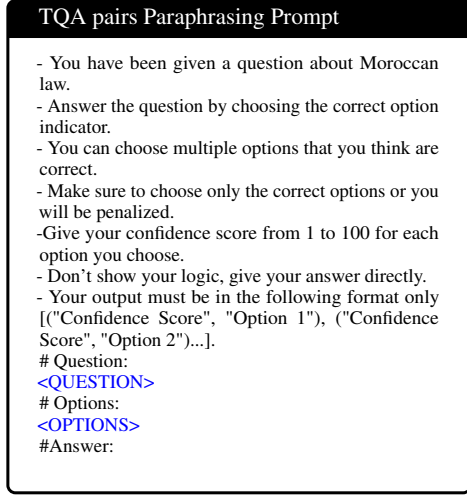 TQA pairs Paraphrasing Prompt
- You have been given a question about Moroccan
law.
- Answer the question by choosing the correct option
indicator.
- You can choose multiple options that you think are
correct.
- Make sure to choose only the correct options or you
will be penalized.
-Give your confidence score from 1 to 100 for each
option you choose.
- Don't show your logic, give your answer directly.
- Your output must be in the following format only
[("Confidence Score", "Option 1"), ("Confidence
Score", "Option 2")...].
# Question:
<QUESTION>
# Options:
<OPTIONS>
#Answer: